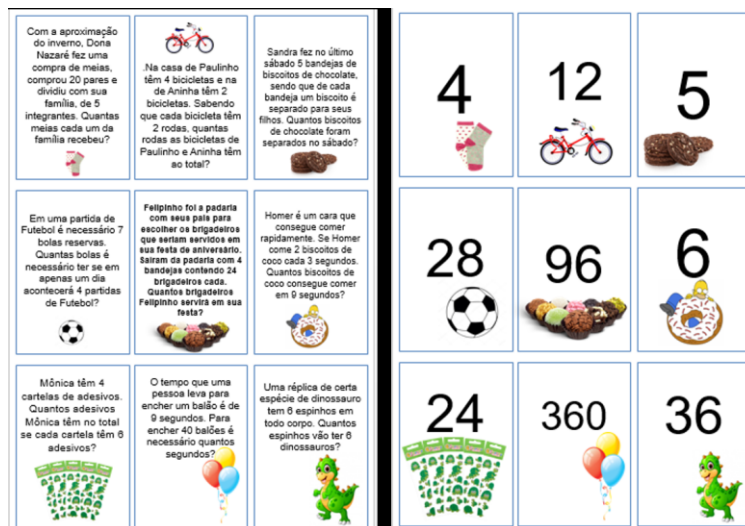 Com a aproximação
do inverno, Dona
Nazaré fez uma
compra de meias,
comprou 20 pares e
dividiu com sua
família, de 5
integrantes. Quantas
meias cada um da
família recebeu?
.Na casa de Paulinho
têm 4 bicicletas e na
de Aninha têm 2
bicicletas. Sabendo
que cada bicicleta têm
2 rodas, quantas
rodas as bicicletas de
Paulinho e Aninha têm
ao total?
Sandra fez no último
sábado 5 bandejas de
biscoitos de chocolate,
sendo que de cada
bandeja um biscoito é
separado para seus
filhos. Quantos biscoitos
de chocolate foram
separados no sábado?
Em uma partida de
Futebol é necessário 7
bolas reservas.
Quantas bolas é
necessário ter se em
apenas um dia
acontecerá 4 partidas
de Futebol?
Felipinho foi a padaria
com seus pais para
escolher os brigadeiros
que seriam servidos em
sua festa de aniversário.
Sairam da padaria com 4
bandejas contendo 24
brigadeiros cada.
Quantos brigadeiros
Felipinho servirá em sua
festa?
Homer é um cara que
consegue comer
rapidamente. Se Homer
come 2 biscoitos de
coco cada 3 segundos.
Quantos biscoitos de
coco consegue comer
em 9 segundos?
Mônica têm 4
cartelas de adesivos.
Quantos adesivos
Mônica têm no total
se cada cartela têm 6
adesivos?
O tempo que uma
pessoa leva para
encher um balão é de
9 segundos. Para
encher 40 balões é
necessário quantos
segundos?
Uma réplica de certa
espécie de dinossauro
tem 6 espinhos em
todo corpo. Quantos
espinhos vão ter 6
dinossauros?
4
12
5
28
96
6
24
360
36